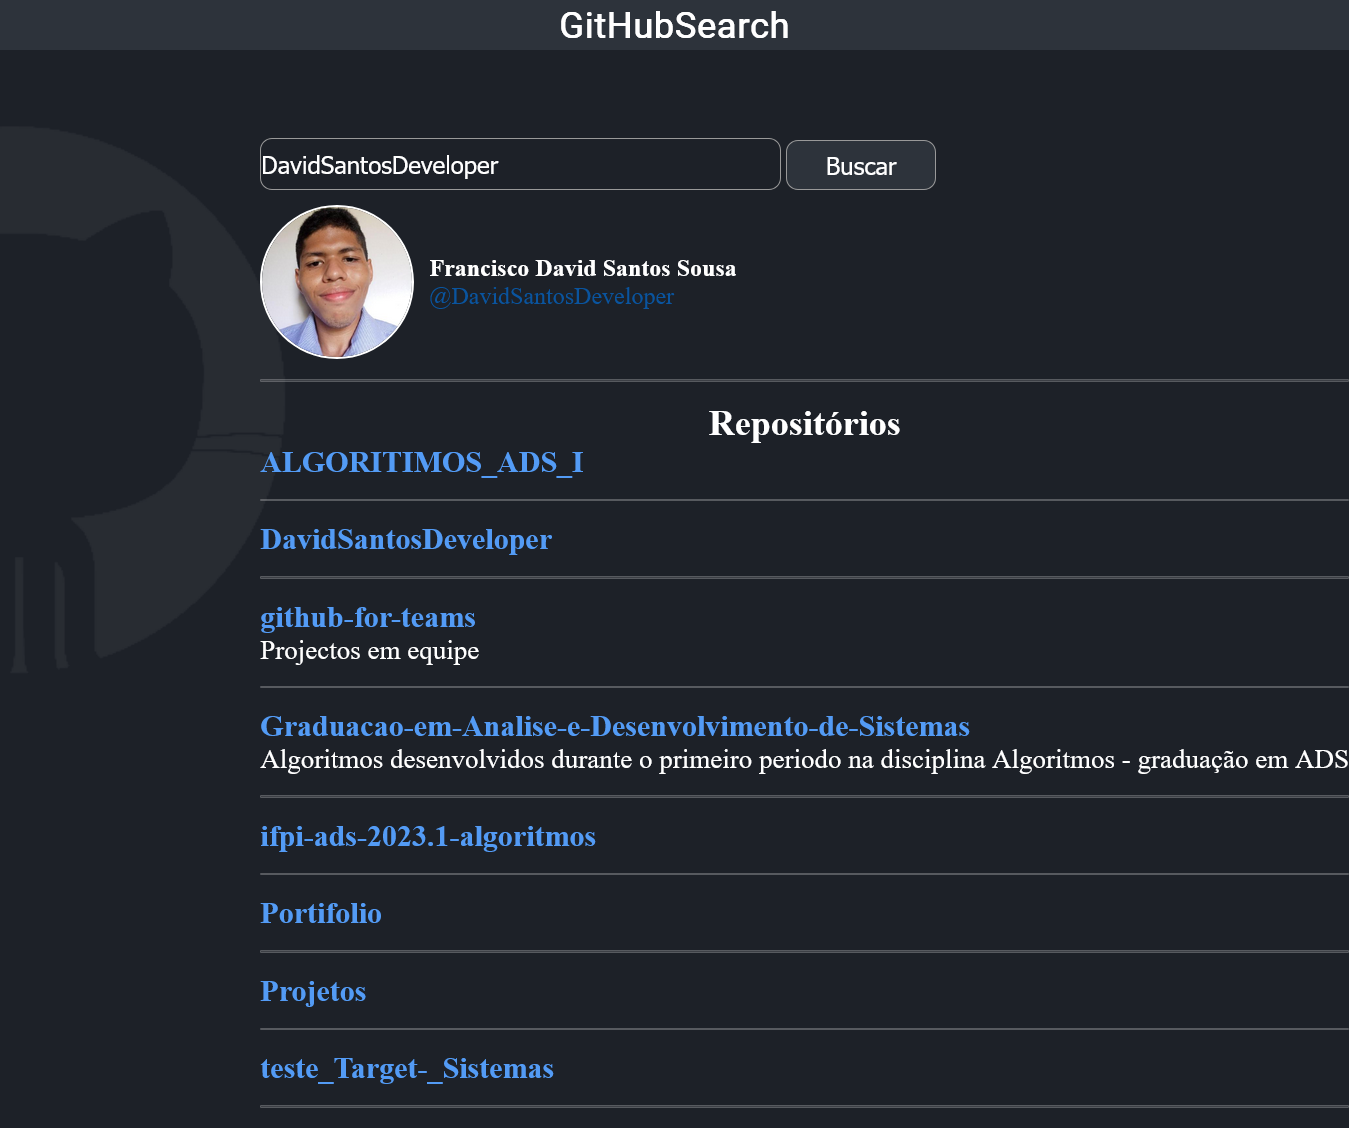 GitHubSearch
DavidSantosDeveloper Buscar
Francisco David Santos Sousa
@DavidSantosDeveloper
Repositórios
ALGORITIMOS_ADS_I
DavidSantosDeveloper
github-for-teams
Projectos em equipe
Graduacao-em-Analise-e-Desenvolvimento-de-Sistemas
Algoritmos desenvolvidos durante o primeiro periodo na disciplina Algoritmos - graduação em ADS
ifpi-ads-2023.1-algoritmos
Portifolio
Projetos
teste_Target-_Sistemas